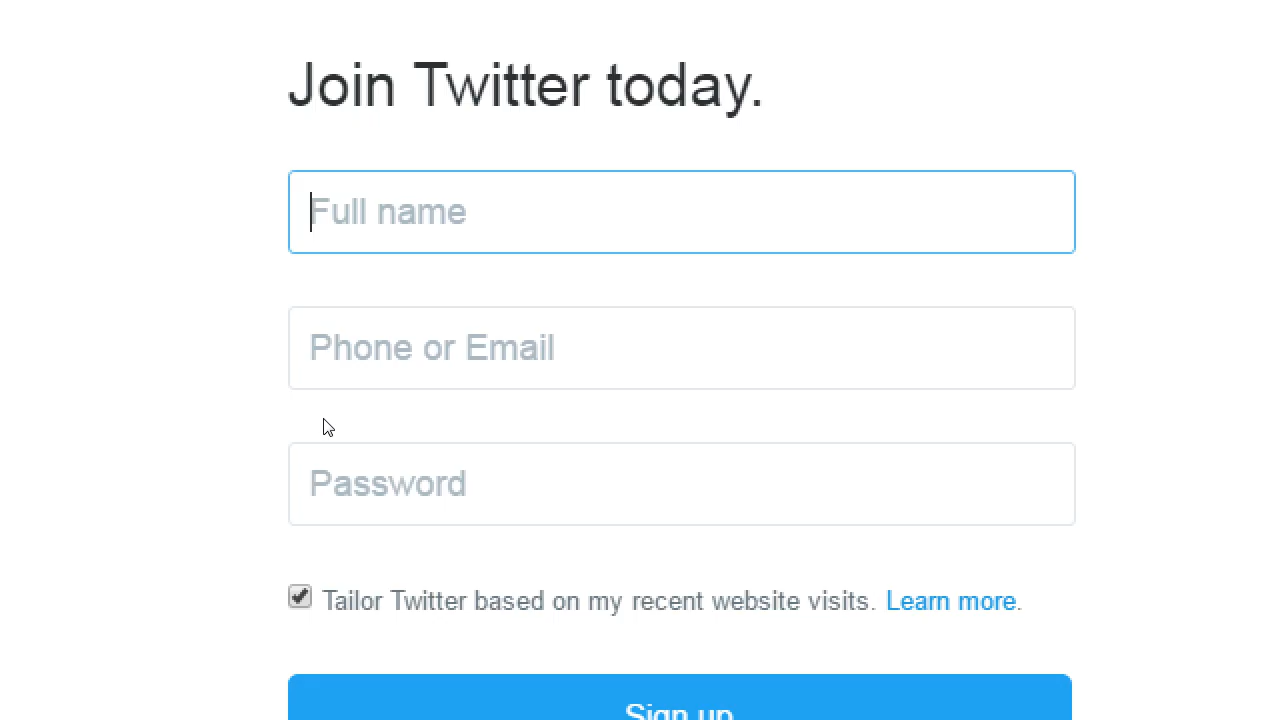 Join Twitter today.
Full name
Phone or Email
Password
Tailor Twitter based on my recent website visits. Learn more.
Sign up